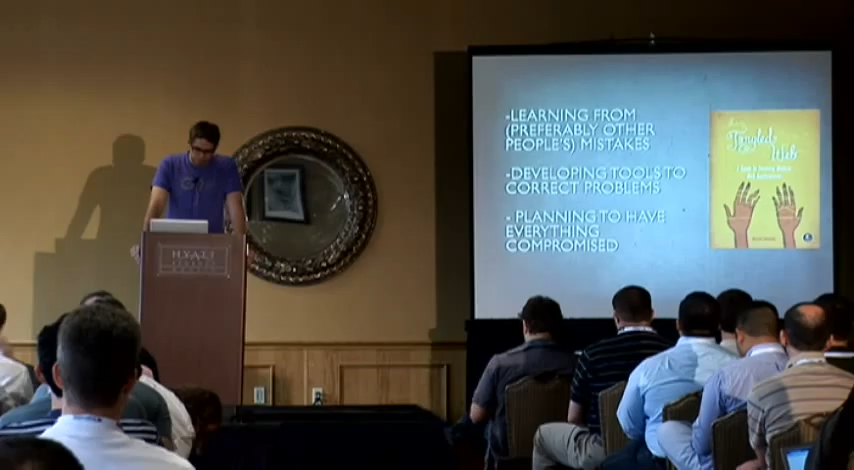 -LEARNING FROM
(PREFERABLY OTHER
PEOPLE'S) MISTAKES
-DEVELOPING TOOLS TO
CORRECT PROBLEMS
- PLANNING TO HAVE
EVERYTHING
COMPROMISED
Tangled
Web
HYATT